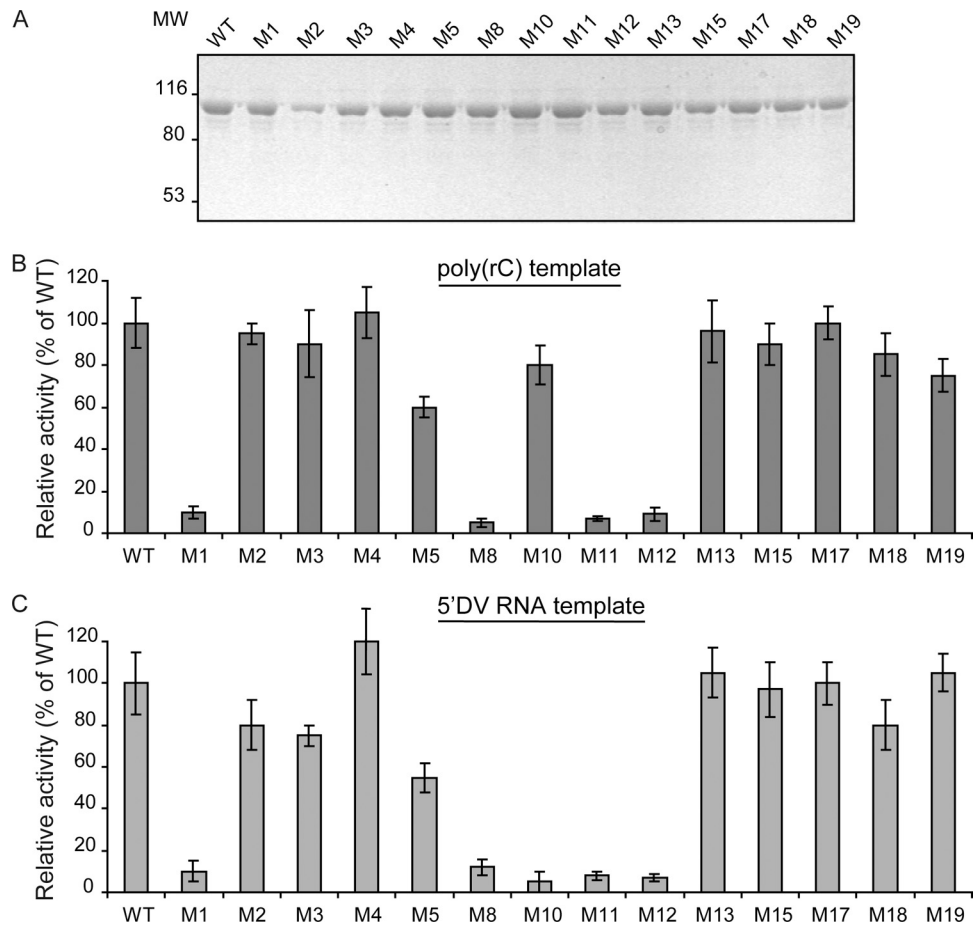 A
MW WT M1 M2 M3 M4 M5 M8 M10 M11 M12 M13 M15 M17 M18 M19
116
80
53
B
poly(rC) template
Relative activity (% of WT)
120
100
80
60
40
20
0
WT M1 M2 M3 M4 M5 M8 M10 M11 M12 M13 M15 M17 M18 M19
C
5'DV RNA template
Relative activity (% of WT)
120
100
80
60
40
20
0
WT M1 M2 M3 M4 M5 M8 M10 M11 M12 M13 M15 M17 M18 M19